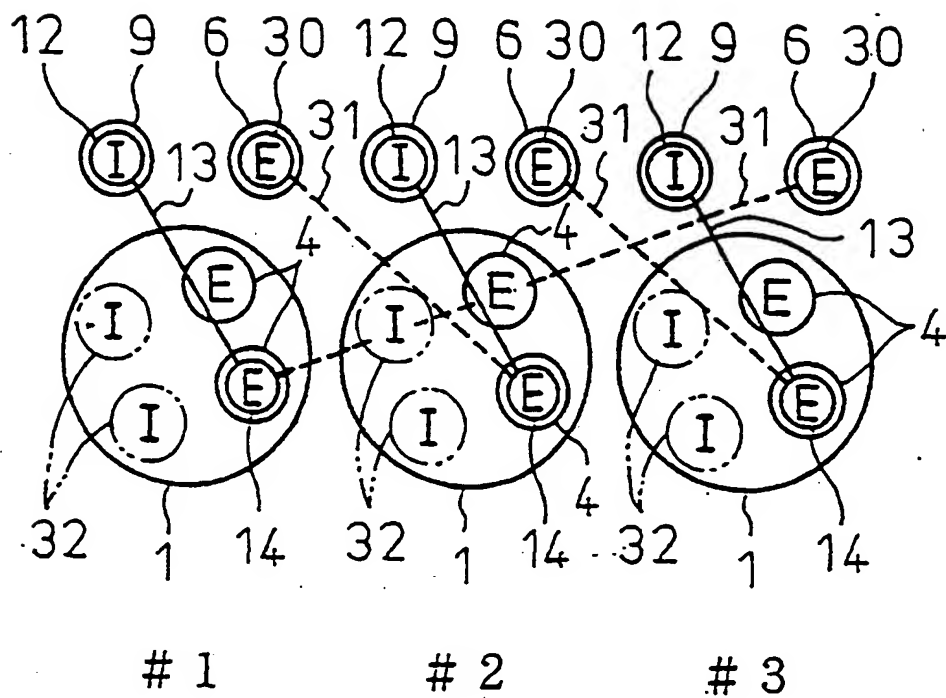 12 9 6 30 12 9 6 12 9 6 30
31 31 31
I E I E I E
13 4 13 4 13
E E E
I I I 4
E E E
I I I
32 1 14 32 1 14 4 32 1 14
# 1 # 2 # 3